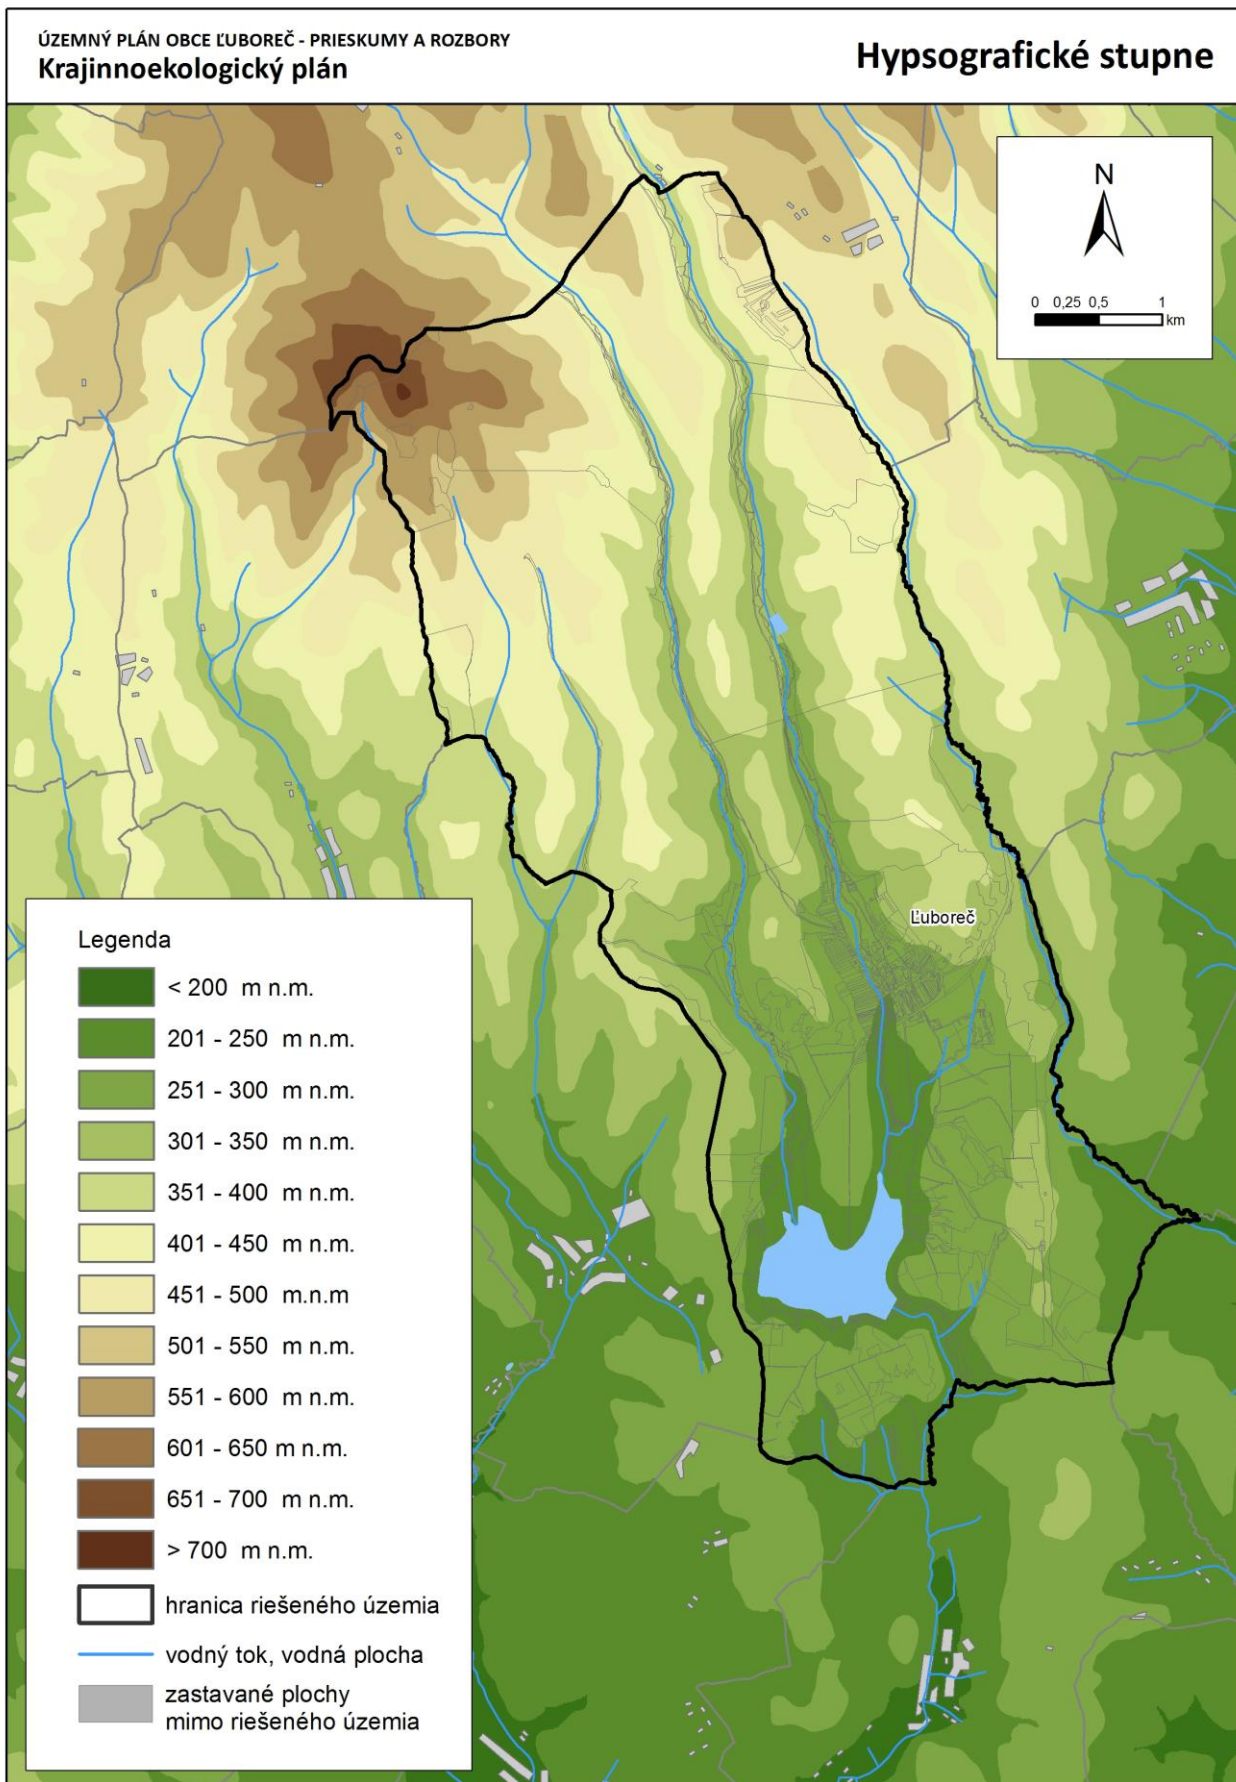 ÚZEMNÝ PLÁN OBCE ĽUBOREČ - PRIESKUMY A ROZBORY
Krajinnoekologický plán
Hypsografické stupne
N
0 0,25 0,5 1
km
Ľuboreč
Legenda
< 200 m n.m.
201 - 250 m n.m.
251 - 300 m n.m.
301 - 350 m n.m.
351 - 400 m n.m.
401 - 450 m n.m.
451 - 500 m.n.m
501 - 550 m n.m.
551 - 600 m n.m.
601 - 650 m n.m.
651 - 700 m n.m.
> 700 m n.m.
hranica riešeného územia
vodný tok, vodná plocha
zastavané plochy
mimo riešeného územia